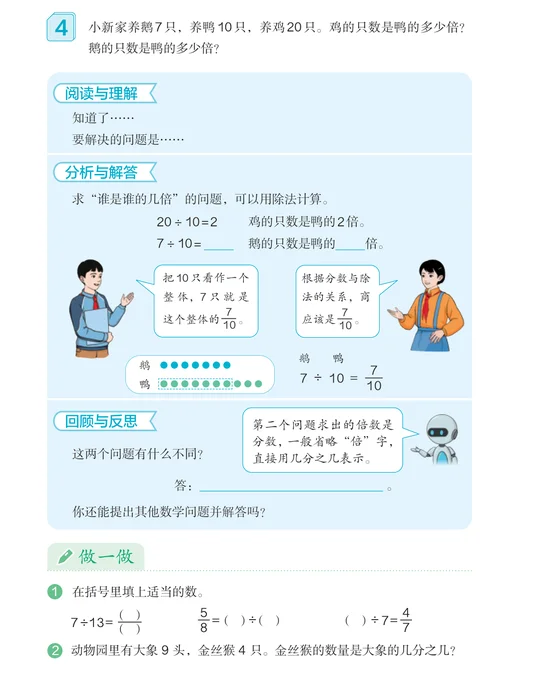 4 小新家养鹅7只，养鸭10只，养鸡20只。鸡的只数是鸭的多少倍？
鹅的只数是鸭的多少倍？
阅读与理解
知道了……
要解决的问题是……
分析与解答
求“谁是谁的几倍”的问题，可以用除法计算。
20÷10=2 鸡的只数是鸭的2倍。
7÷10=____ 鹅的只数是鸭的____倍。
把10只看作一个
整体，7只就是
这个整体的7/10。
根据分数与除
法的关系，商
应该是7/10。
鹅
鸭
鹅 鸭
7÷10=7/10
回顾与反思
这两个问题有什么不同？
第二个问题求出的倍数是
分数，一般省略“倍”字，
直接用几分之几表示。
答：____________________。
你还能提出其他数学问题并解答吗？
做一做
1 在括号里填上适当的数。
7÷13=( )/( ) 5/8=( )÷( ) ( )÷7=4/7
2 动物园里有大象9头，金丝猴4只。金丝猴的数量是大象的几分之几？